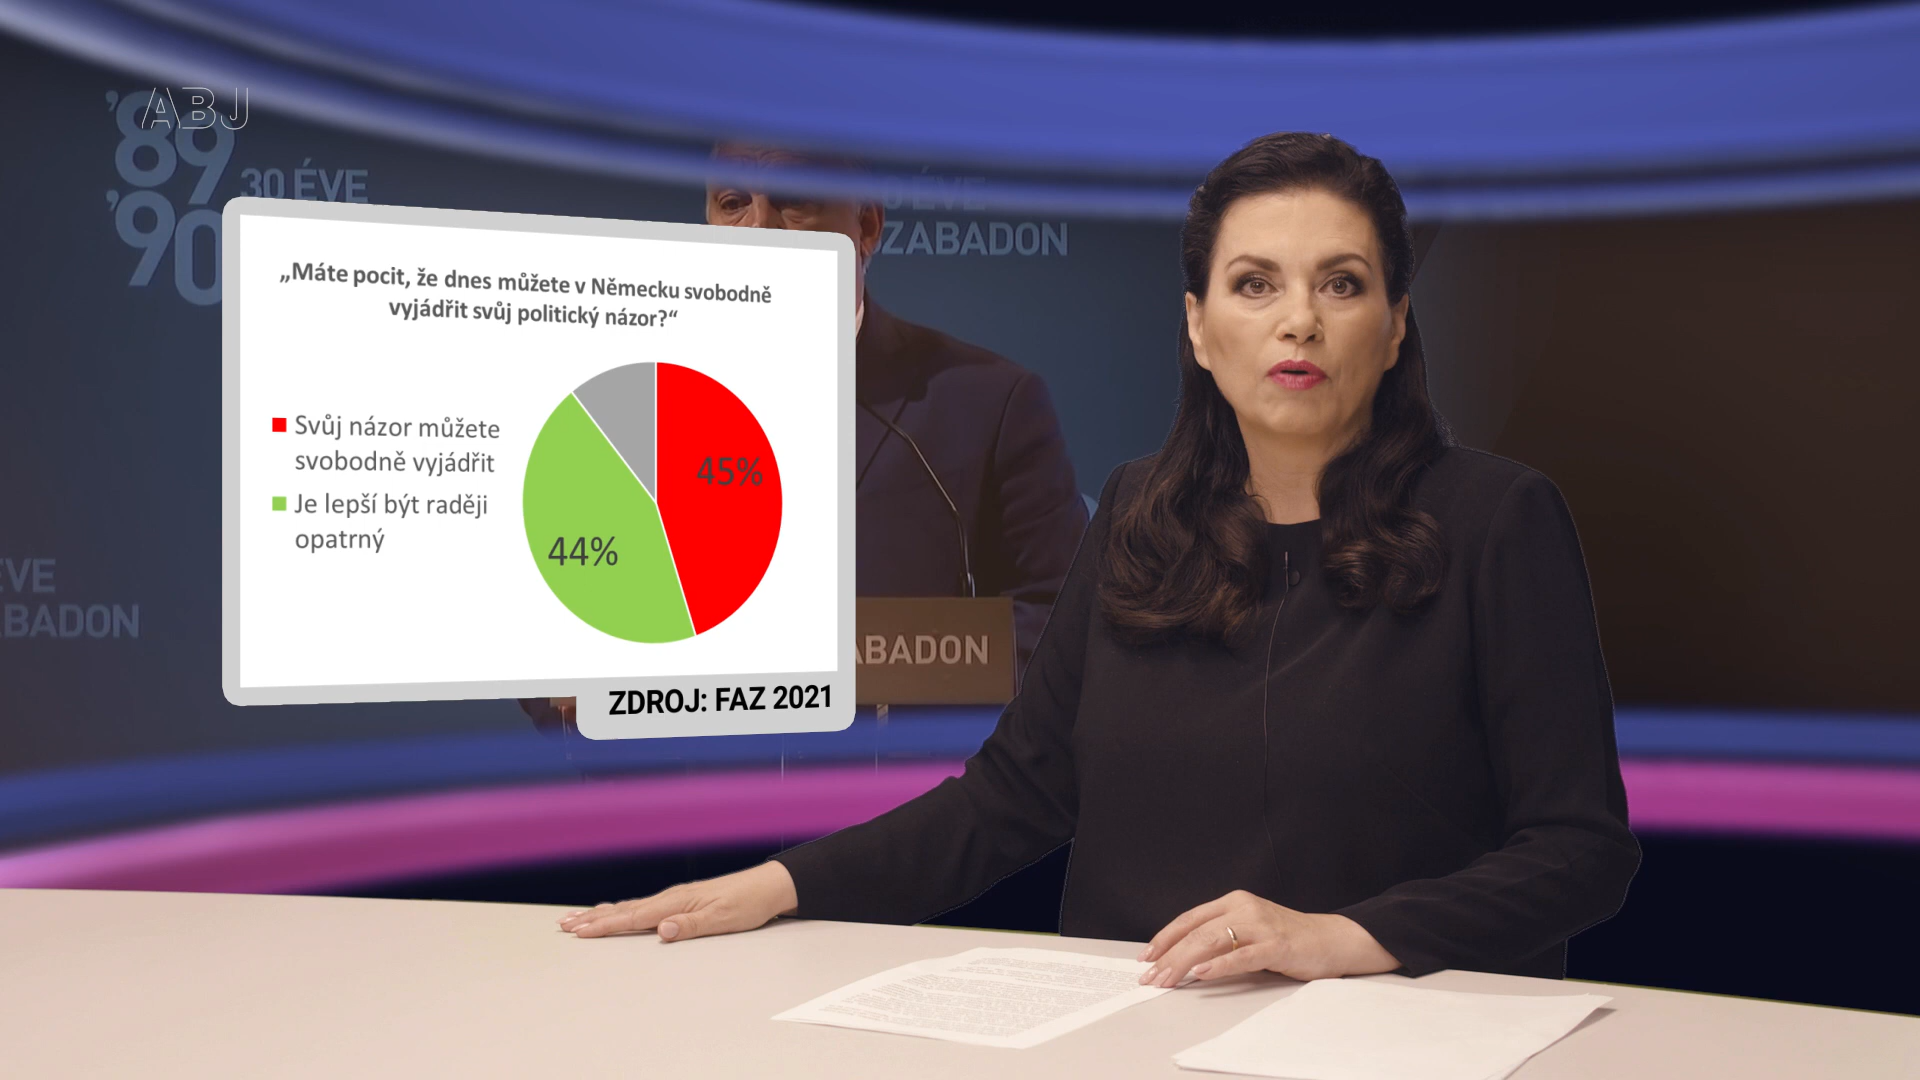 ABJ
'89
'90
30 ÉVE
ÉVE
ZABADON
„Máte pocit, že dnes můžete v Německu svobodně
vyjádřit svůj politický názor?“
Svůj názor můžete
svobodně vyjádřit
Je lepší být raději
opatrný
45%
44%
ÉVE
BADON
ABADON
ZDROJ: FAZ 2021